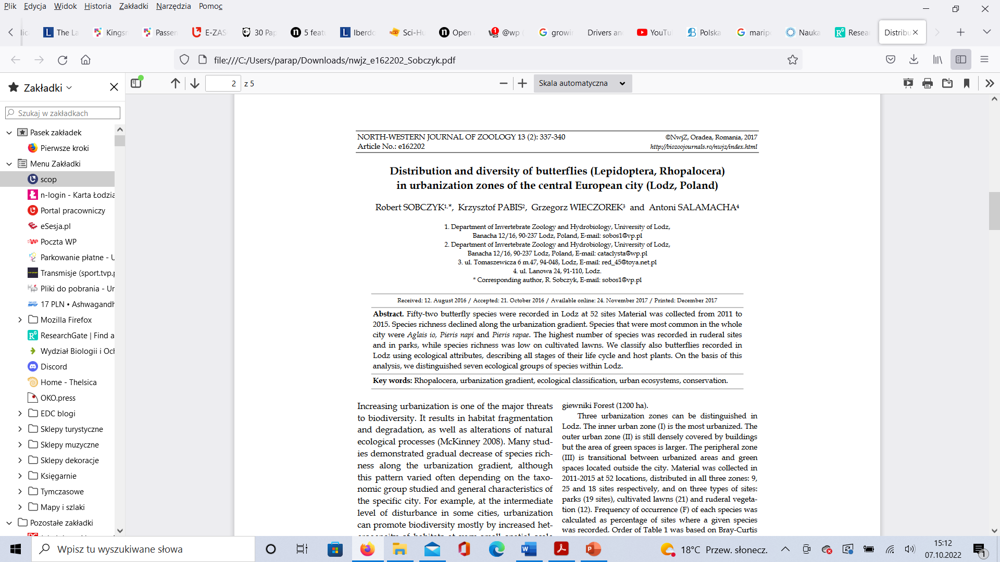 Plik Edycja Widok Historia Zakładki Narzędzia Pomoc
The La
Kingsm
Passen
E-ZAS
30 Pap
5 featu
Iberdo
Sci-Hu
Open
@wp
growin
Drivers and
YouTu
Polska
maripo
Nauka
Resea
Distribu
file:///C:/Users/parap/Downloads/nwjz_e162202_Sobczyk.pdf
Zakładki
2 z 5
Skala automatyczna
Szukaj w zakładkach
Pasek zakładek
Pierwsze kroki
Menu Zakładki
scop
n-login - Karta Łodzia
Portal pracowniczy
eSesja.pl
Poczta WP
Parkowanie płatne - U
Transmisje (sport.tvp.p
Pliki do pobrania - Un
17 PLN • Ashwagandh
Mozilla Firefox
ResearchGate | Find a
Wydział Biologii i Och
Discord
Home - Thelsica
OKO.press
EDC blogi
Sklepy turystyczne
Sklepy muzyczne
Sklepy dekoracje
Księgarnie
Tymczasowe
Mapy i szlaki
Pozostałe zakładki
NORTH-WESTERN JOURNAL OF ZOOLOGY 13 (2): 337-340
Article No.: e162202
©NwjZ, Oradea, Romania, 2017
http://biozoojournals.ro/nwjz/index.html
Distribution and diversity of butterflies (Lepidoptera, Rhopalocera)
in urbanization zones of the central European city (Lodz, Poland)
Robert SOBCZYK1,*, Krzysztof PABIS2, Grzegorz WIECZOREK3 and Antoni SALAMACHA4
1. Department of Invertebrate Zoology and Hydrobiology, University of Lodz,
Banacha 12/16, 90-237 Lodz, Poland, E-mail: sobos1@vp.pl
2. Department of Invertebrate Zoology and Hydrobiology, University of Lodz,
Banacha 12/16, 90-237 Lodz, Poland, E-mail: cataclysta@wp.pl
3. ul. Tomaszewicza 6 m.47, 94-048, Lodz, E-mail: red_45@toya.net.pl
4. ul. Lanowa 24, 91-110, Lodz.
* Corresponding author, R. Sobczyk, E-mail: sobos1@vp.pl
Received: 12. August 2016 / Accepted: 21. October 2016 / Available online: 24. November 2017 / Printed: December 2017
Abstract. Fifty-two butterfly species were recorded in Lodz at 52 sites Material was collected from 2011 to
2015. Species richness declined along the urbanization gradient. Species that were most common in the whole
city were Aglais io, Pieris napi and Pieris rapae. The highest number of species was recorded in ruderal sites
and in parks, while species richness was low on cultivated lawns. We classify also butterflies recorded in
Lodz using ecological attributes, describing all stages of their life cycle and host plants. On the basis of this
analysis, we distinguished seven ecological groups of species within Lodz.
Key words: Rhopalocera, urbanization gradient, ecological classification, urban ecosystems, conservation.
Increasing urbanization is one of the major threats
to biodiversity. It results in habitat fragmentation
and degradation, as well as alterations of natural
ecological processes (McKinney 2008). Many stud-
ies demonstrated gradual decrease of species rich-
ness along the urbanization gradient, although
this pattern varied often depending on the taxo-
nomic group studied and general characteristics of
the specific city. For example, at the intermediate
level of disturbance in some cities, urbanization
can promote biodiversity mostly by increased het-
giewniki Forest (1200 ha).
Three urbanization zones can be distinguished in
Lodz. The inner urban zone (I) is the most urbanized. The
outer urban zone (II) is still densely covered by buildings
but the area of green spaces is larger. The peripheral zone
(III) is transitional between urbanized areas and green
spaces located outside the city. Material was collected in
2011-2015 at 52 locations, distributed in all three zones: 9,
25 and 18 sites respectively, and on three types of sites:
parks (19 sites), cultivated lawns (21) and ruderal vegeta-
tion (12). Frequency of occurrence (F) of each species was
calculated as percentage of sites where a given species
was recorded. Order of Table 1 was based on Bray-Curtis
Wpisz tu wyszukiwane słowa
18°C Przew. słonecz.
15:12
07.10.2022
1